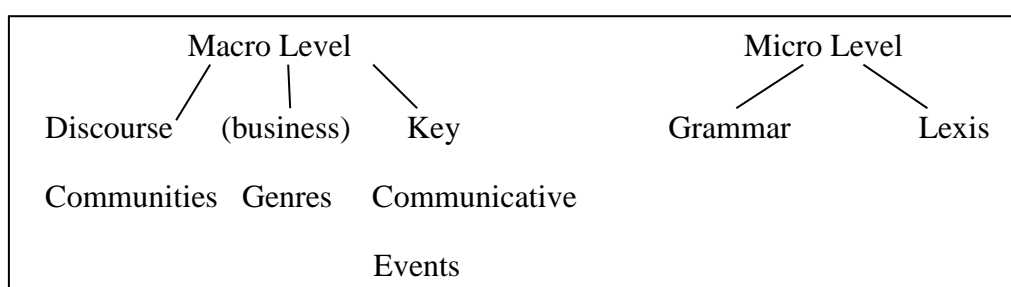 Macro Level Micro Level
Discourse (business) Key Grammar Lexis
Communities Genres Communicative
Events